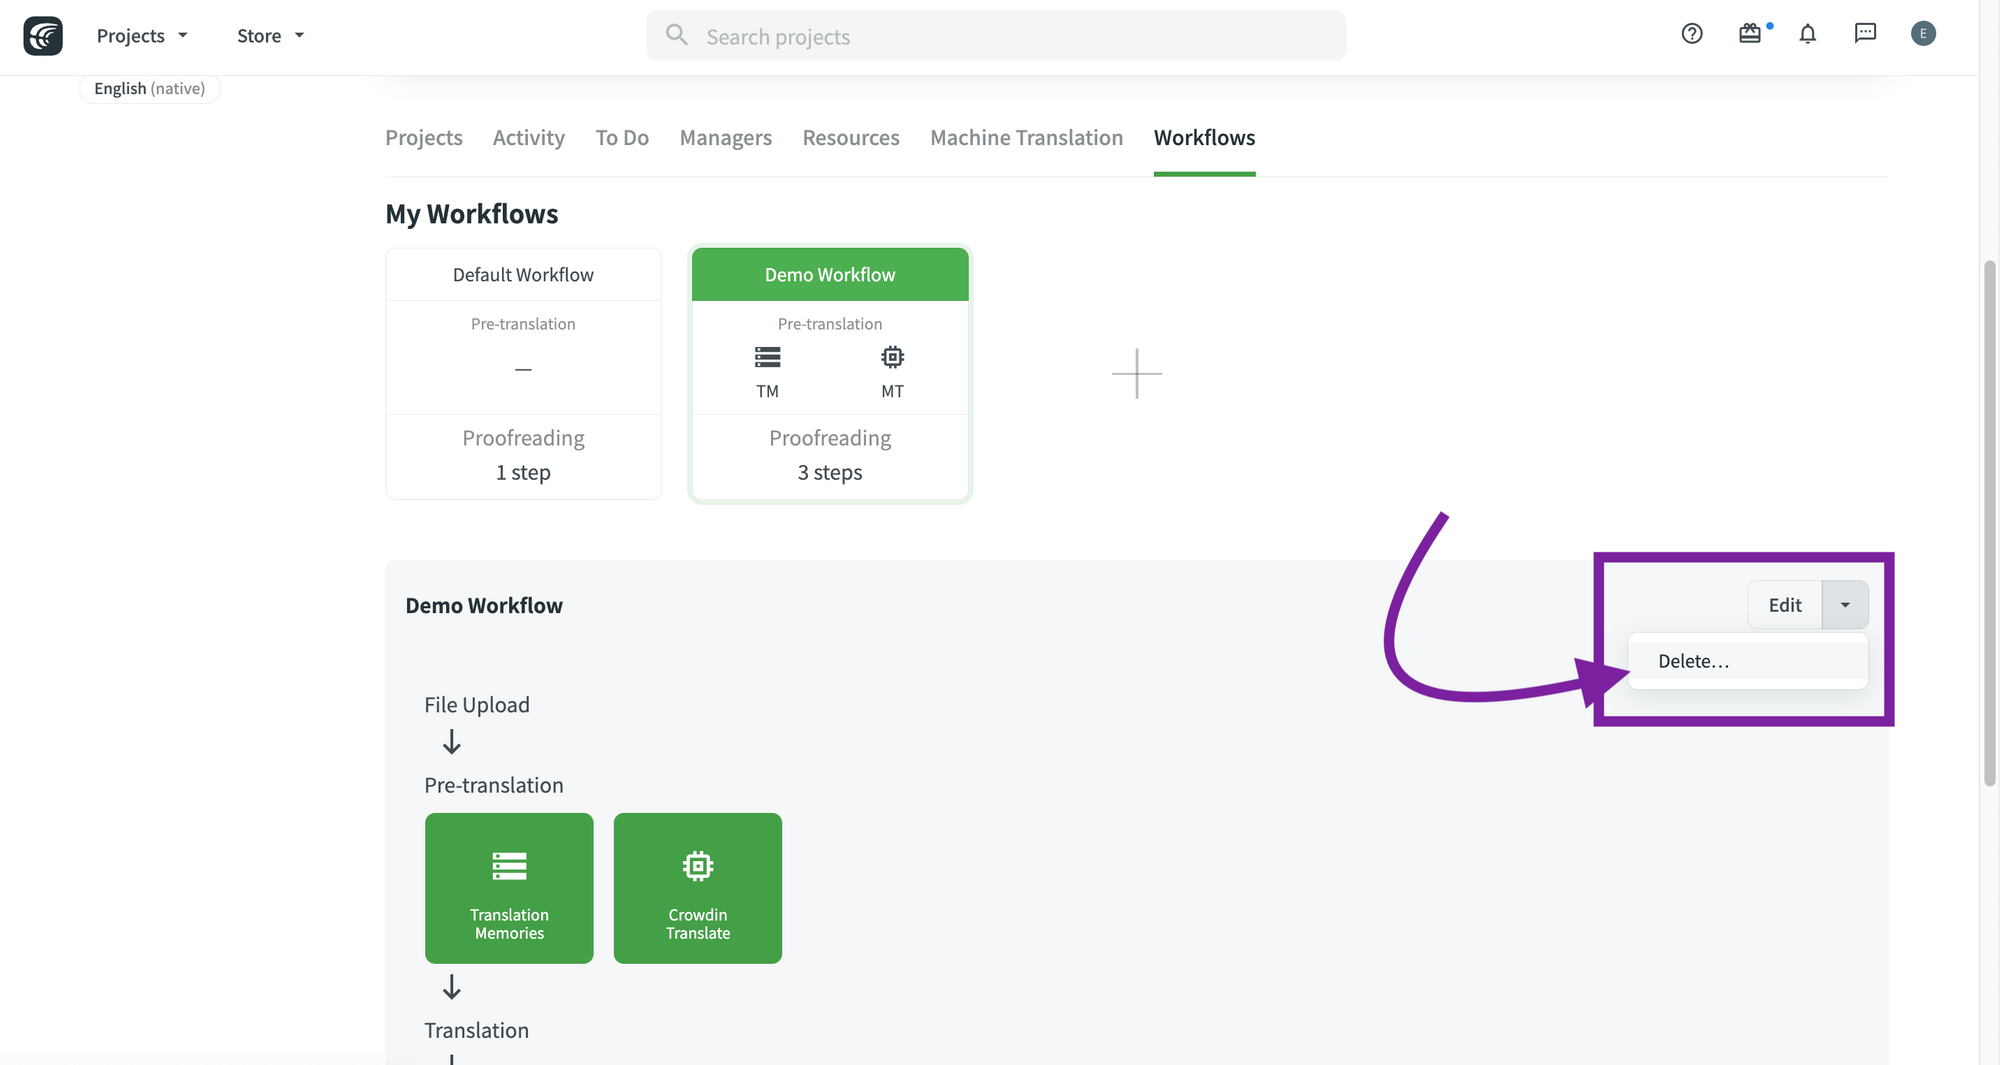 Projects
Store
Search projects
E
English (native)
Projects
Activity
To Do
Managers
Resources
Machine Translation
Workflows
My Workflows
Default Workflow
Pre-translation
—
Proofreading
1 step
Demo Workflow
Pre-translation
TM
MT
Proofreading
3 steps
Demo Workflow
Edit
Delete…
File Upload
Pre-translation
Translation
Memories
Crowdin
Translate
Translation